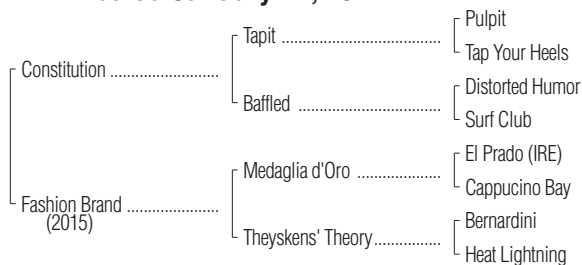 Tapit
Pulpit
Tap Your Heels
Constitution
Baffled
Distorted Humor
Surf Club
Medaglia d'Oro
El Prado (IRE)
Cappucino Bay
Fashion Brand
(2015)
Theyskens' Theory
Bernardini
Heat Lightning